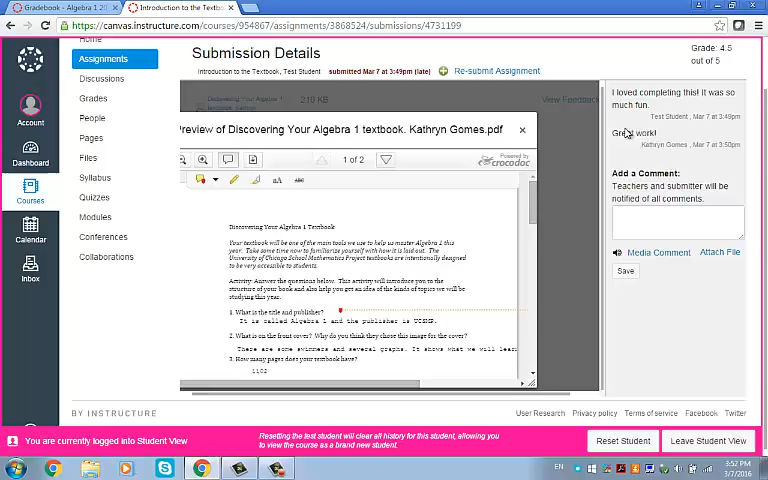 Gradebook - Algebra 1 20
Introduction to the Textbo
https://canvas.instructure.com/courses/954867/assignments/3868524/submissions/4731199
Home
Account
Dashboard
Courses
Calendar
Inbox
Assignments
Discussions
Grades
People
Pages
Files
Syllabus
Quizzes
Modules
Conferences
Collaborations
Submission Details
Grade: 4.5
out of 5
Introduction to the Textbook, Test Student submitted Mar 7 at 3:49pm (late)
Re-submit Assignment
Discovering Your Algebra 1
textbook. Kathryn
210 KB
View Feedback
Preview of Discovering Your Algebra 1 textbook. Kathryn Gomes.pdf
1 of 2
Powered by
crocodoc
Discovering Your Algebra 1 Textbook
Your textbook will be one of the main tools we use to help us master Algebra 1 this
year. Take some time now to familiarize yourself with how it is laid out. The
University of Chicago School Mathematics Project textbooks are intentionally designed
to be very accessible to students.
Activity: Answer the questions below. This activity will introduce you to the
structure of your book and also help you get an idea of the kinds of topics we will be
studying this year.
1. What is the title and publisher?
It is called Algebra 1 and the publisher is UCSMP.
2. What is on the front cover? Why do you think they chose this image for the cover?
There are some swimmers and several graphs. It shows what we will learn
3. How many pages does your textbook have?
1102
I loved completing this! It was so
much fun.
Test Student , Mar 7 at 3:49pm
Great work!
Kathryn Gomes , Mar 7 at 3:50pm
Add a Comment:
Teachers and submitter will be
notified of all comments.
Media Comment
Attach File
Save
BY INSTRUCTURE
User Research
Privacy policy
Terms of service
Facebook
Twitter
You are currently logged into Student View
Resetting the test student will clear all history for this student, allowing you
to view the course as a brand new student.
Reset Student
Leave Student View
EN
3:52 PM
3/7/2016